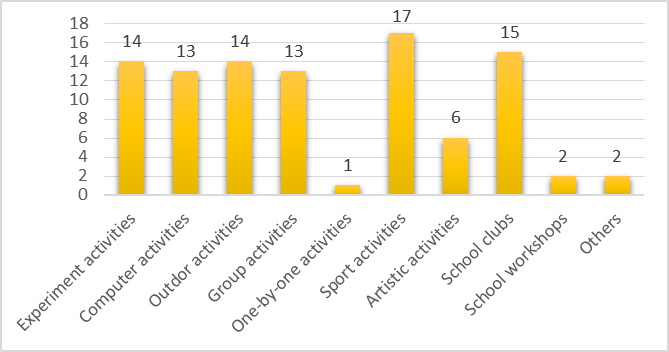 18
16
14
12
10
8
6
4
2
0
14
13
14
13
1
17
6
15
2
2
Experiment activities
Computer activities
Outdor activities
Group activities
One-by-one activities
Sport activities
Artistic activities
School clubs
School workshops
Others